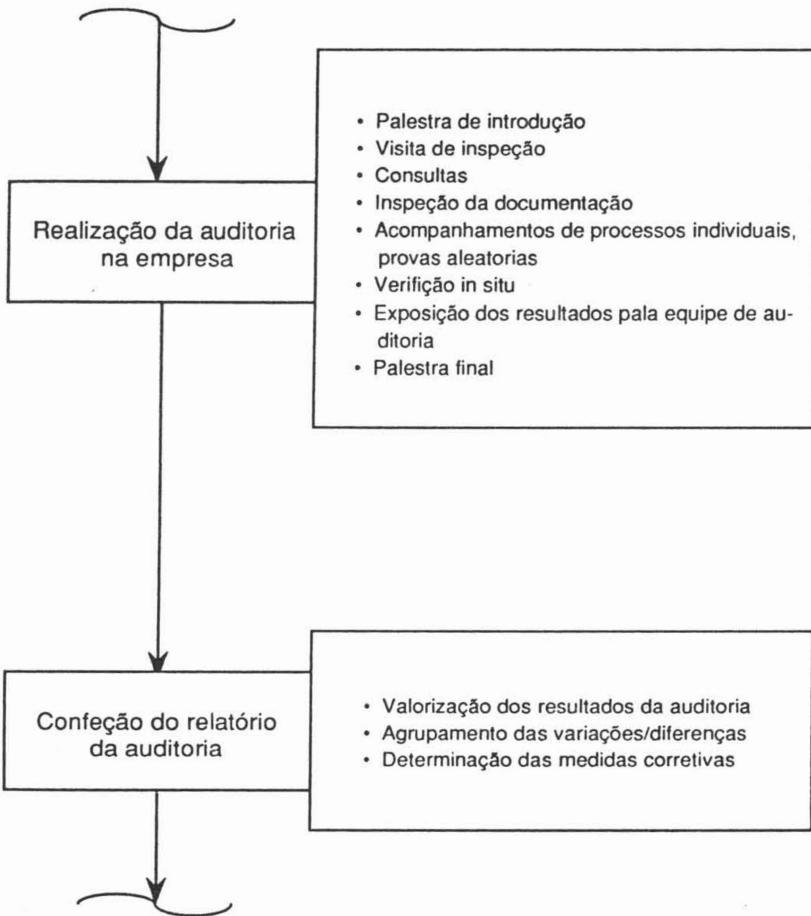 Realização da auditoria
na empresa
• Palestra de introdução
• Visita de inspeção
• Consultas
• Inspeção da documentação
• Acompanhamentos de processos individuais,
provas aleatorias
• Verifição in situ
• Exposição dos resultados pala equipe de au-
ditoria
• Palestra final
Confeção do relatório
da auditoria
• Valorização dos resultados da auditoria
• Agrupamento das variações/diferenças
• Determinação das medidas corretivas